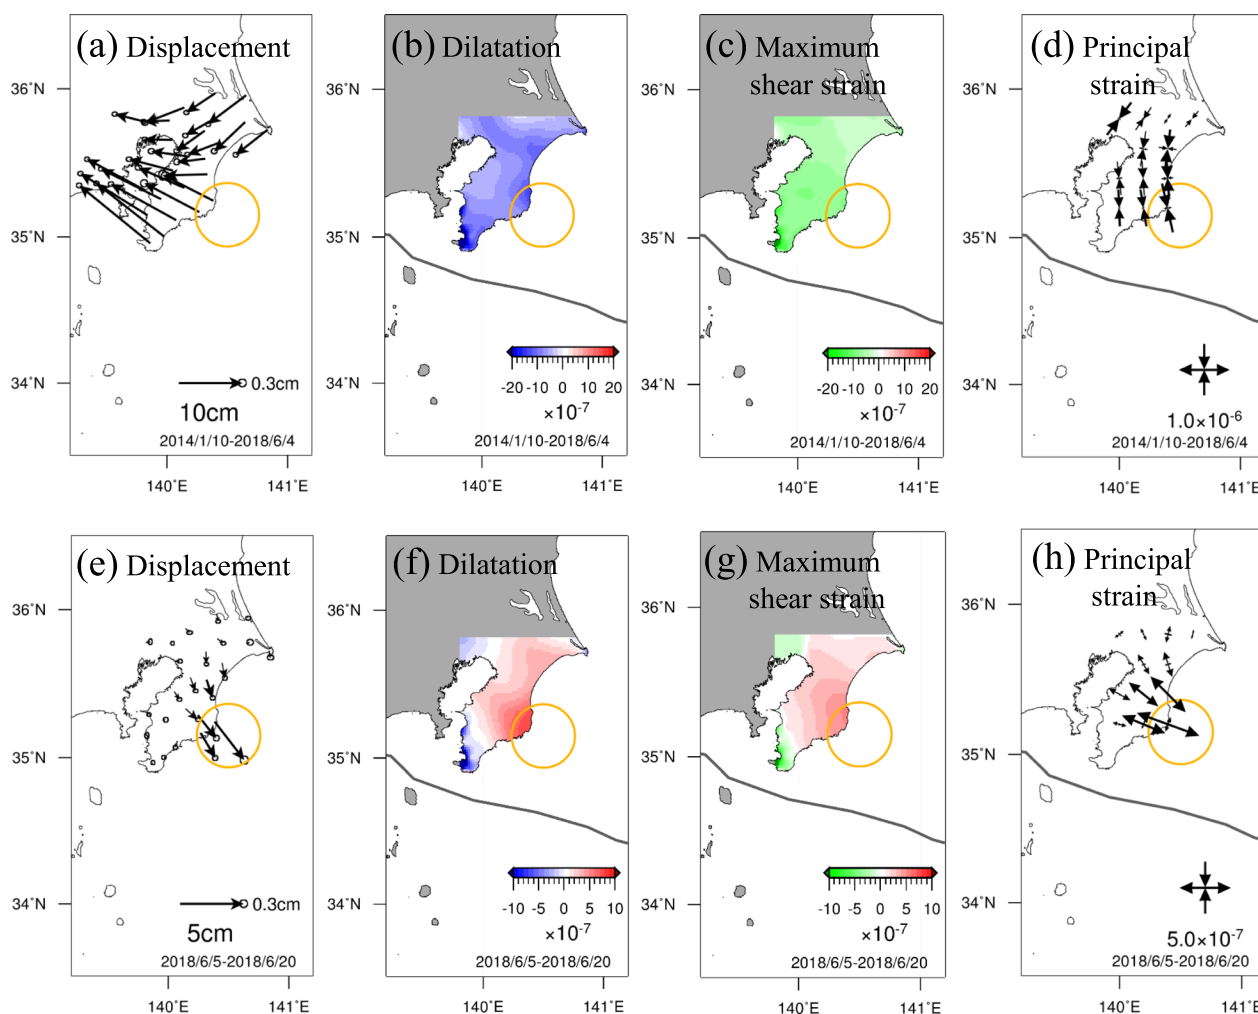 (a) Displacement
36°N
35°N
34°N
0.3cm
10cm
2014/1/10-2018/6/4
140°E
141°E
(b) Dilatation
36°N
35°N
34°N
-20 -10 0 10 20
×10-7
2014/1/10-2018/6/4
140°E
141°E
(c) Maximum
shear strain
36°N
35°N
34°N
-20 -10 0 10 20
×10-7
2014/1/10-2018/6/4
140°E
141°E
(d) Principal
strain
36°N
35°N
34°N
1.0×10-6
2014/1/10-2018/6/4
140°E
141°E
(e) Displacement
36°N
35°N
34°N
0.3cm
5cm
2018/6/5-2018/6/20
140°E
141°E
(f) Dilatation
36°N
35°N
34°N
-10 -5 0 5 10
×10-7
2018/6/5-2018/6/20
140°E
141°E
(g) Maximum
shear strain
36°N
35°N
34°N
-10 -5 0 5 10
×10-7
2018/6/5-2018/6/20
140°E
141°E
(h) Principal
strain
36°N
35°N
34°N
5.0×10-7
2018/6/5-2018/6/20
140°E
141°E